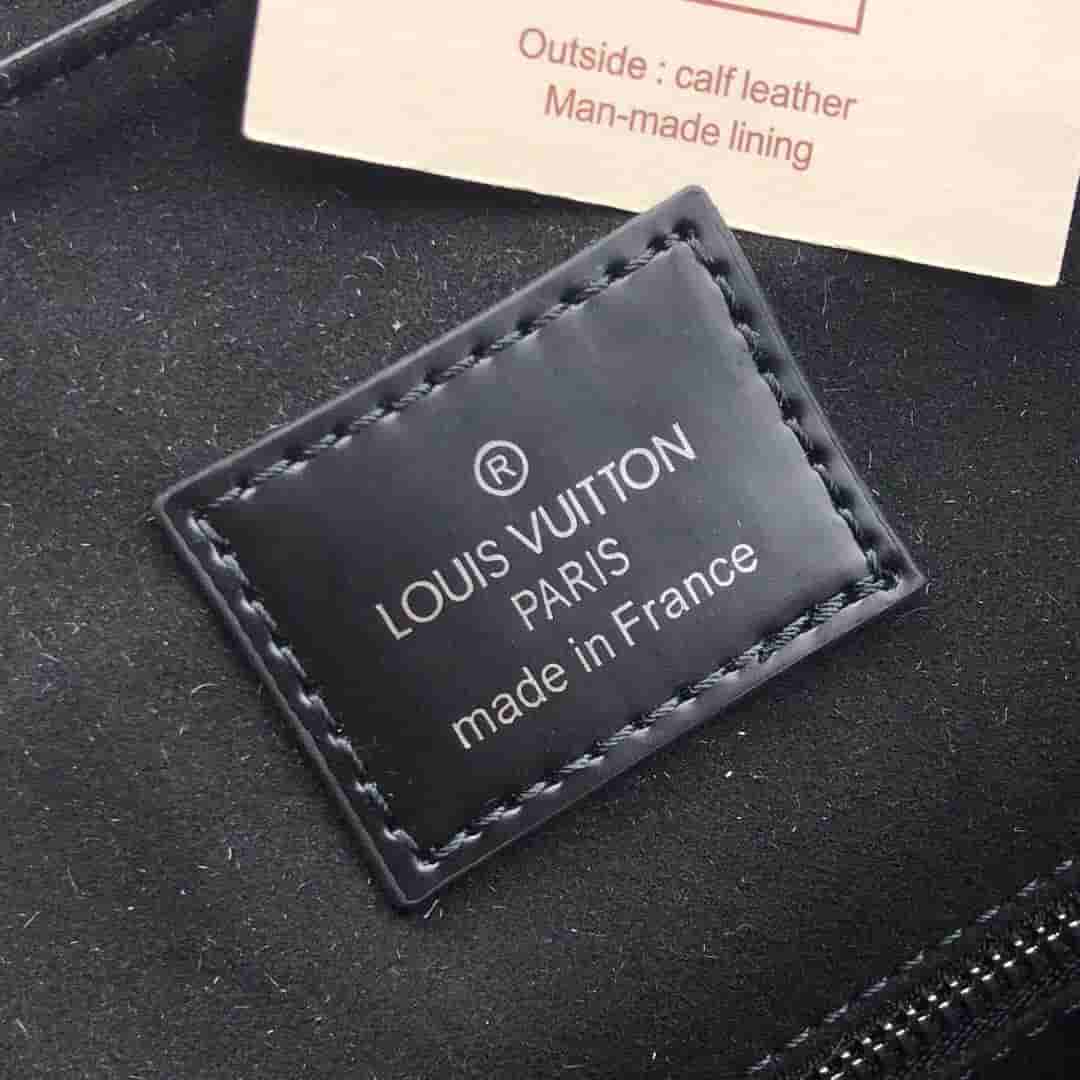 Outside : calf leather
Man-made lining
®
LOUIS VUITTON
PARIS
made in France